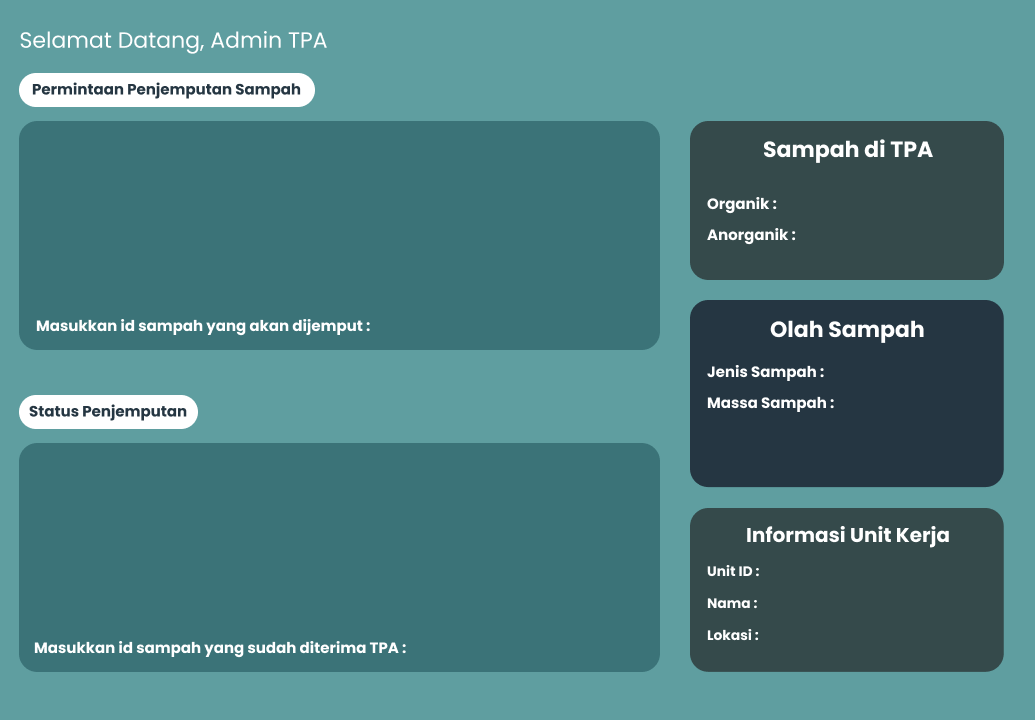 Selamat Datang, Admin TPA
Permintaan Penjemputan Sampah
Masukkan id sampah yang akan dijemput :
Status Penjemputan
Masukkan id sampah yang sudah diterima TPA :
Sampah di TPA
Organik :
Anorganik :
Olah Sampah
Jenis Sampah :
Massa Sampah :
Informasi Unit Kerja
Unit ID :
Nama :
Lokasi :